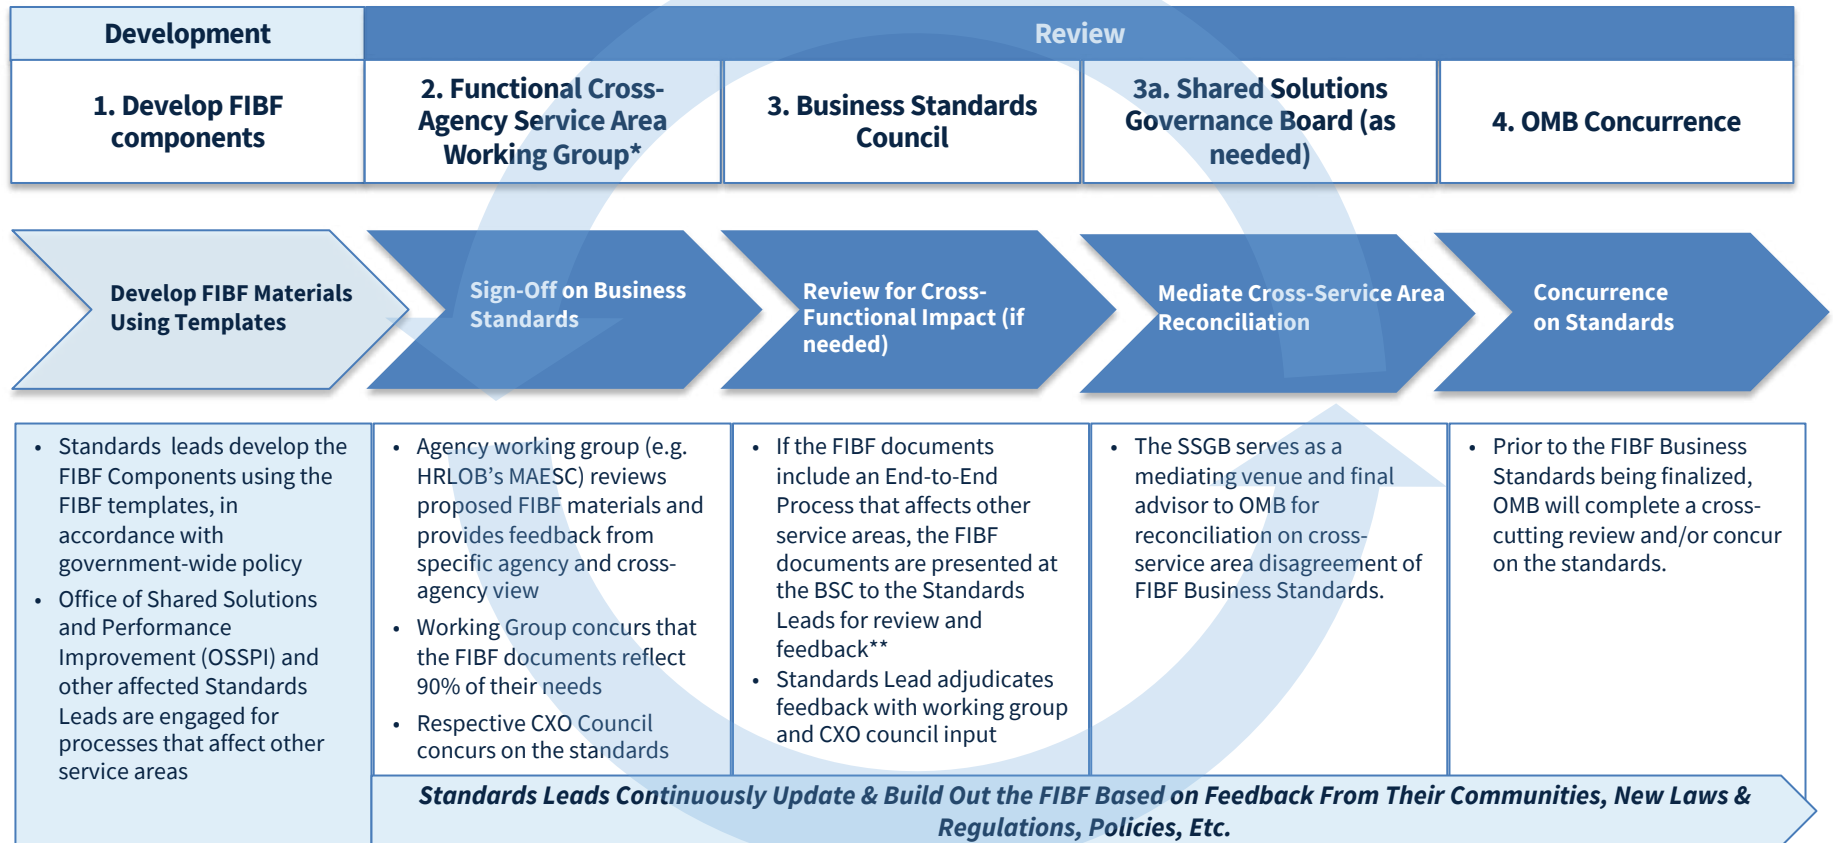 Development
Review
1. Develop FIBF
components
2. Functional Cross-
Agency Service Area
Working Group*
3. Business Standards
Council
3a. Shared Solutions
Governance Board (as
needed)
4. OMB Concurrence
Develop FIBF Materials
Using Templates
Sign-Off on Business
Standards
Review for Cross-
Functional Impact (if
needed)
Mediate Cross-Service Area
Reconciliation
Concurrence
on Standards
• Standards leads develop the
FIBF Components using the
FIBF templates, in
accordance with
government-wide policy
• Office of Shared Solutions
and Performance
Improvement (OSSPI) and
other affected Standards
Leads are engaged for
processes that affect other
service areas
• Agency working group (e.g.
HRLOB’s MAESC) reviews
proposed FIBF materials and
provides feedback from
specific agency and cross-
agency view
• Working Group concurs that
the FIBF documents reflect
90% of their needs
• Respective CXO Council
concurs on the standards
• If the FIBF documents
include an End-to-End
Process that affects other
service areas, the FIBF
documents are presented at
the BSC to the Standards
Leads for review and
feedback**
• Standards Lead adjudicates
feedback with working group
and CXO council input
• The SSGB serves as a
mediating venue and final
advisor to OMB for
reconciliation on cross-
service area disagreement of
FIBF Business Standards.
• Prior to the FIBF Business
Standards being finalized,
OMB will complete a cross-
cutting review and/or concur
on the standards.
Standards Leads Continuously Update & Build Out the FIBF Based on Feedback From Their Communities, New Laws &
Regulations, Policies, Etc.